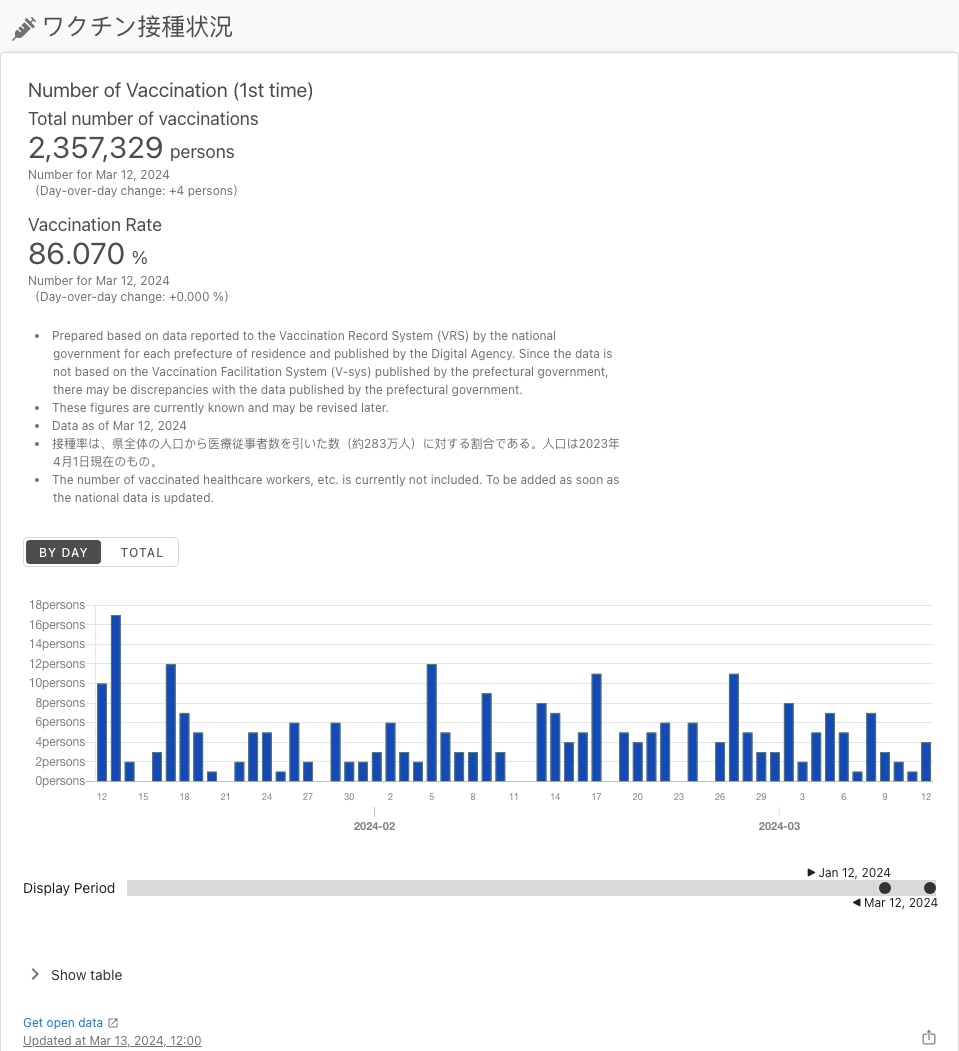 ワクチン接種状況
Number of Vaccination (1st time)
Total number of vaccinations
2,357,329 persons
Number for Mar 12, 2024
（Day-over-day change: +4 persons)
Vaccination Rate
86.070 %
Number for Mar 12, 2024
（Day-over-day change: +0.000 %)
• Prepared based on data reported to the Vaccination Record System (VRS) by the national
government for each prefecture of residence and published by the Digital Agency. Since the data is
not based on the Vaccination Facilitation System (V-sys) published by the prefectural government,
there may be discrepancies with the data published by the prefectural government.
• These figures are currently known and may be revised later.
• Data as of Mar 12, 2024
• 接種率は、県全体の人口から医療従事者数を引いた数（約283万人）に対する割合である。人口は2023年
4月1日現在のもの。
• The number of vaccinated healthcare workers, etc. is currently not included. To be added as soon as
the national data is updated.
BY DAY TOTAL
18persons
16persons
14persons
12persons
10persons
8persons
6persons
4persons
2persons
0persons
12 15 18 21 24 27 30 2 5 8 11 14 17 20 23 26 29 3 6 9 12
2024-02 2024-03
▶ Jan 12, 2024
Display Period
◀ Mar 12, 2024
Show table
Get open data
Updated at Mar 13, 2024, 12:00